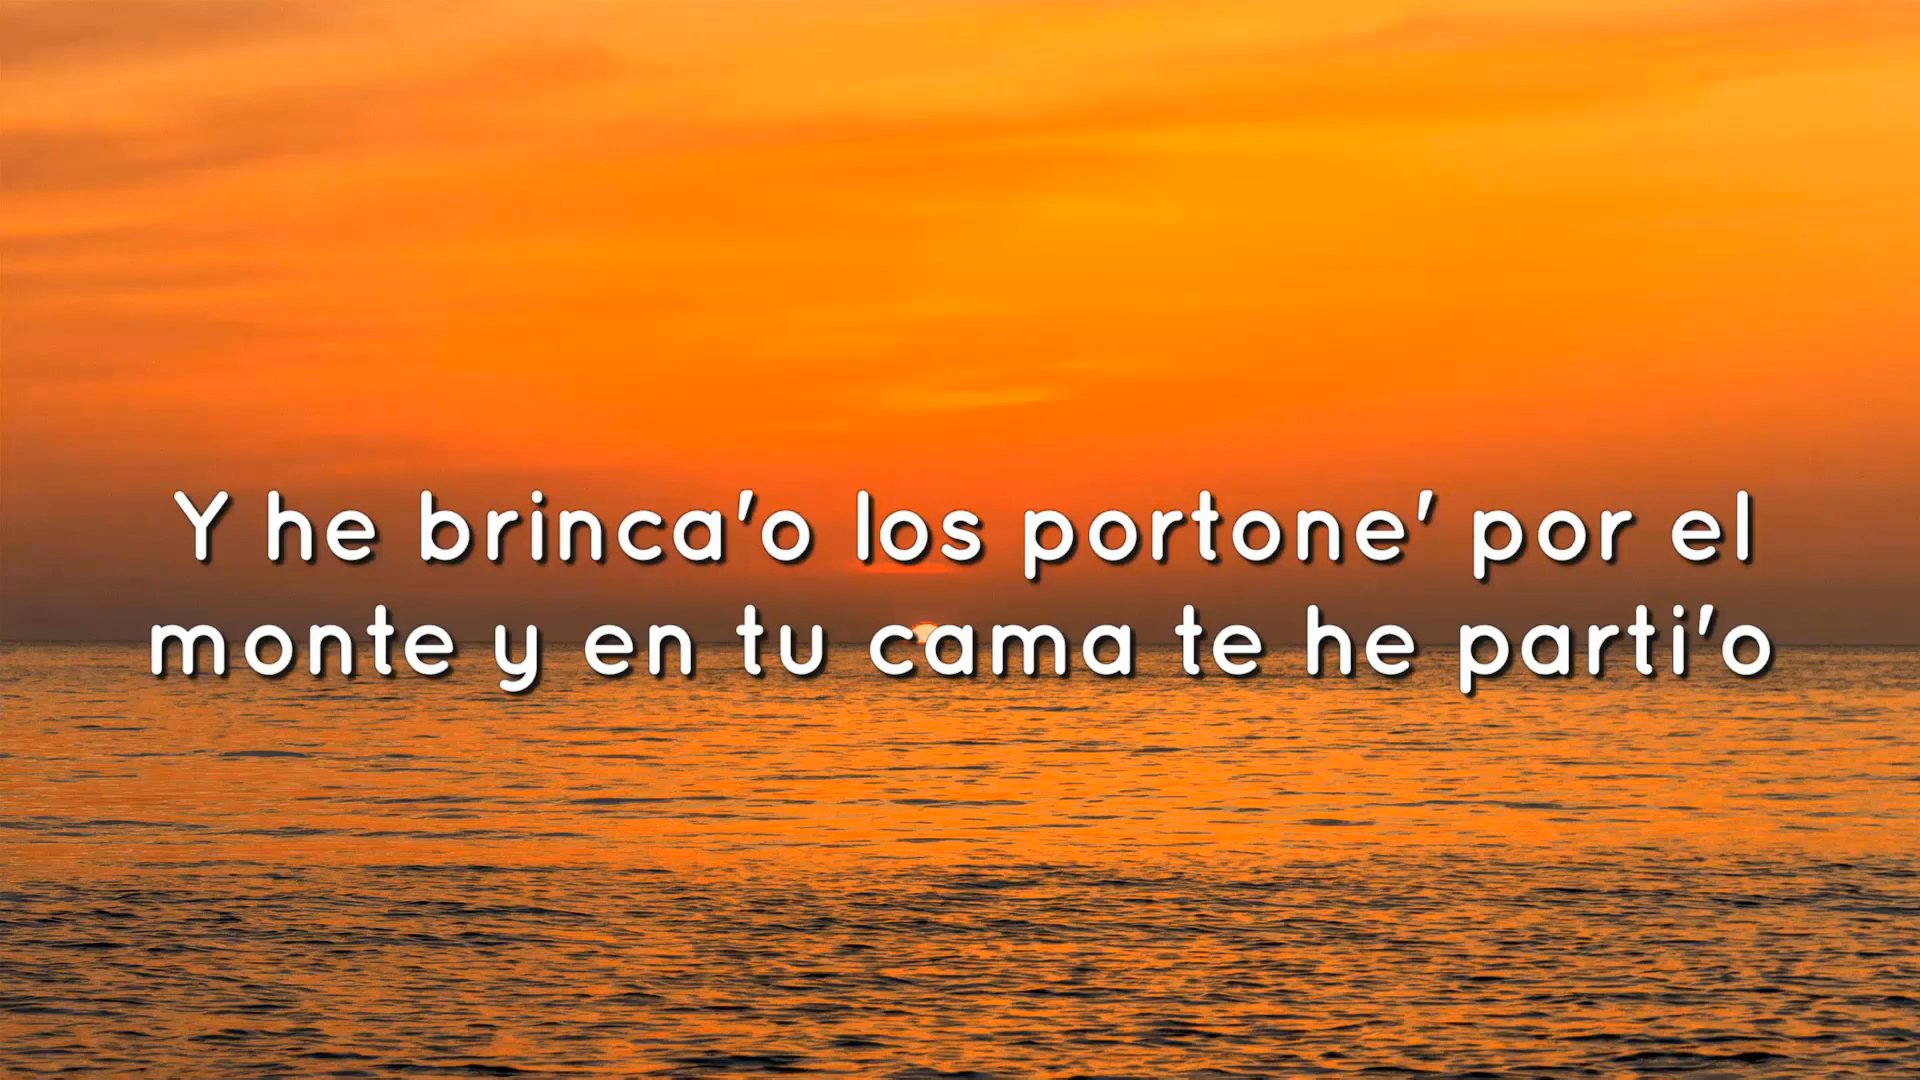 Y he brinca'o los portone' por el
monte y en tu cama te he parti'o